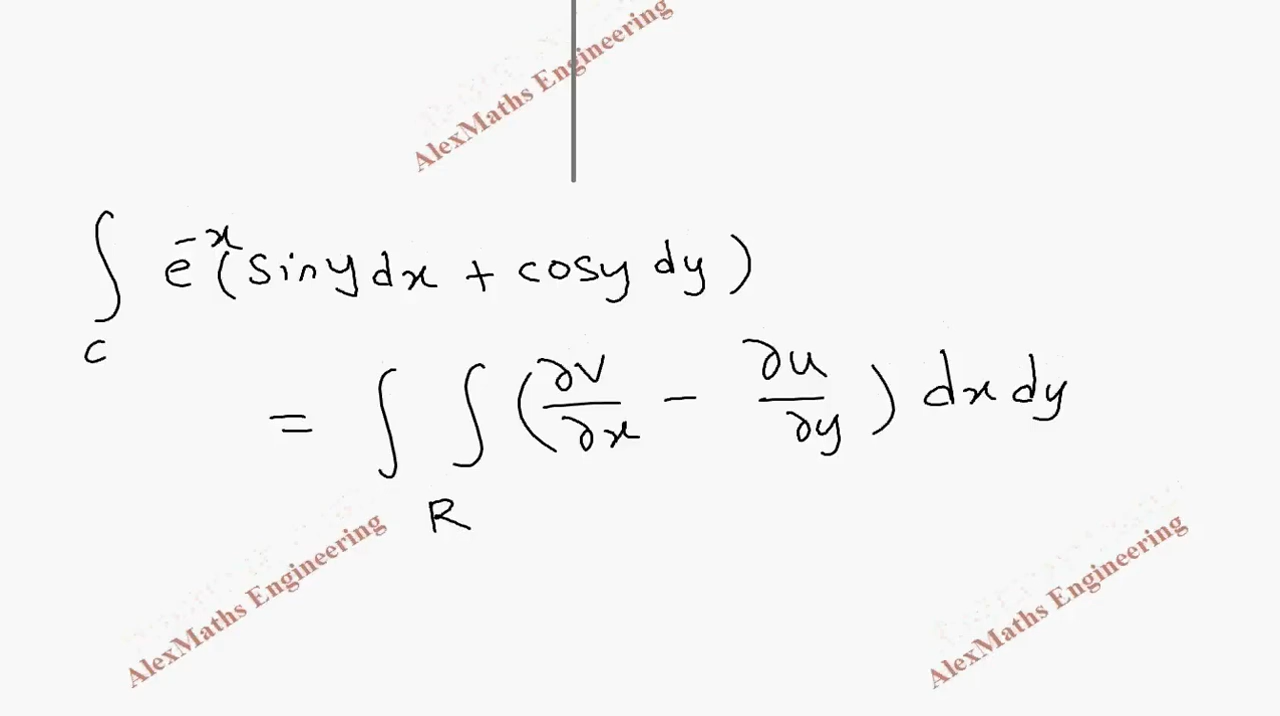 AlexMaths Engineering
∫_C e^{-x}(sin y dx + cos y dy)
= ∫∫_R (∂v/∂x - ∂u/∂y) dx dy
AlexMaths Engineering
AlexMaths Engineering